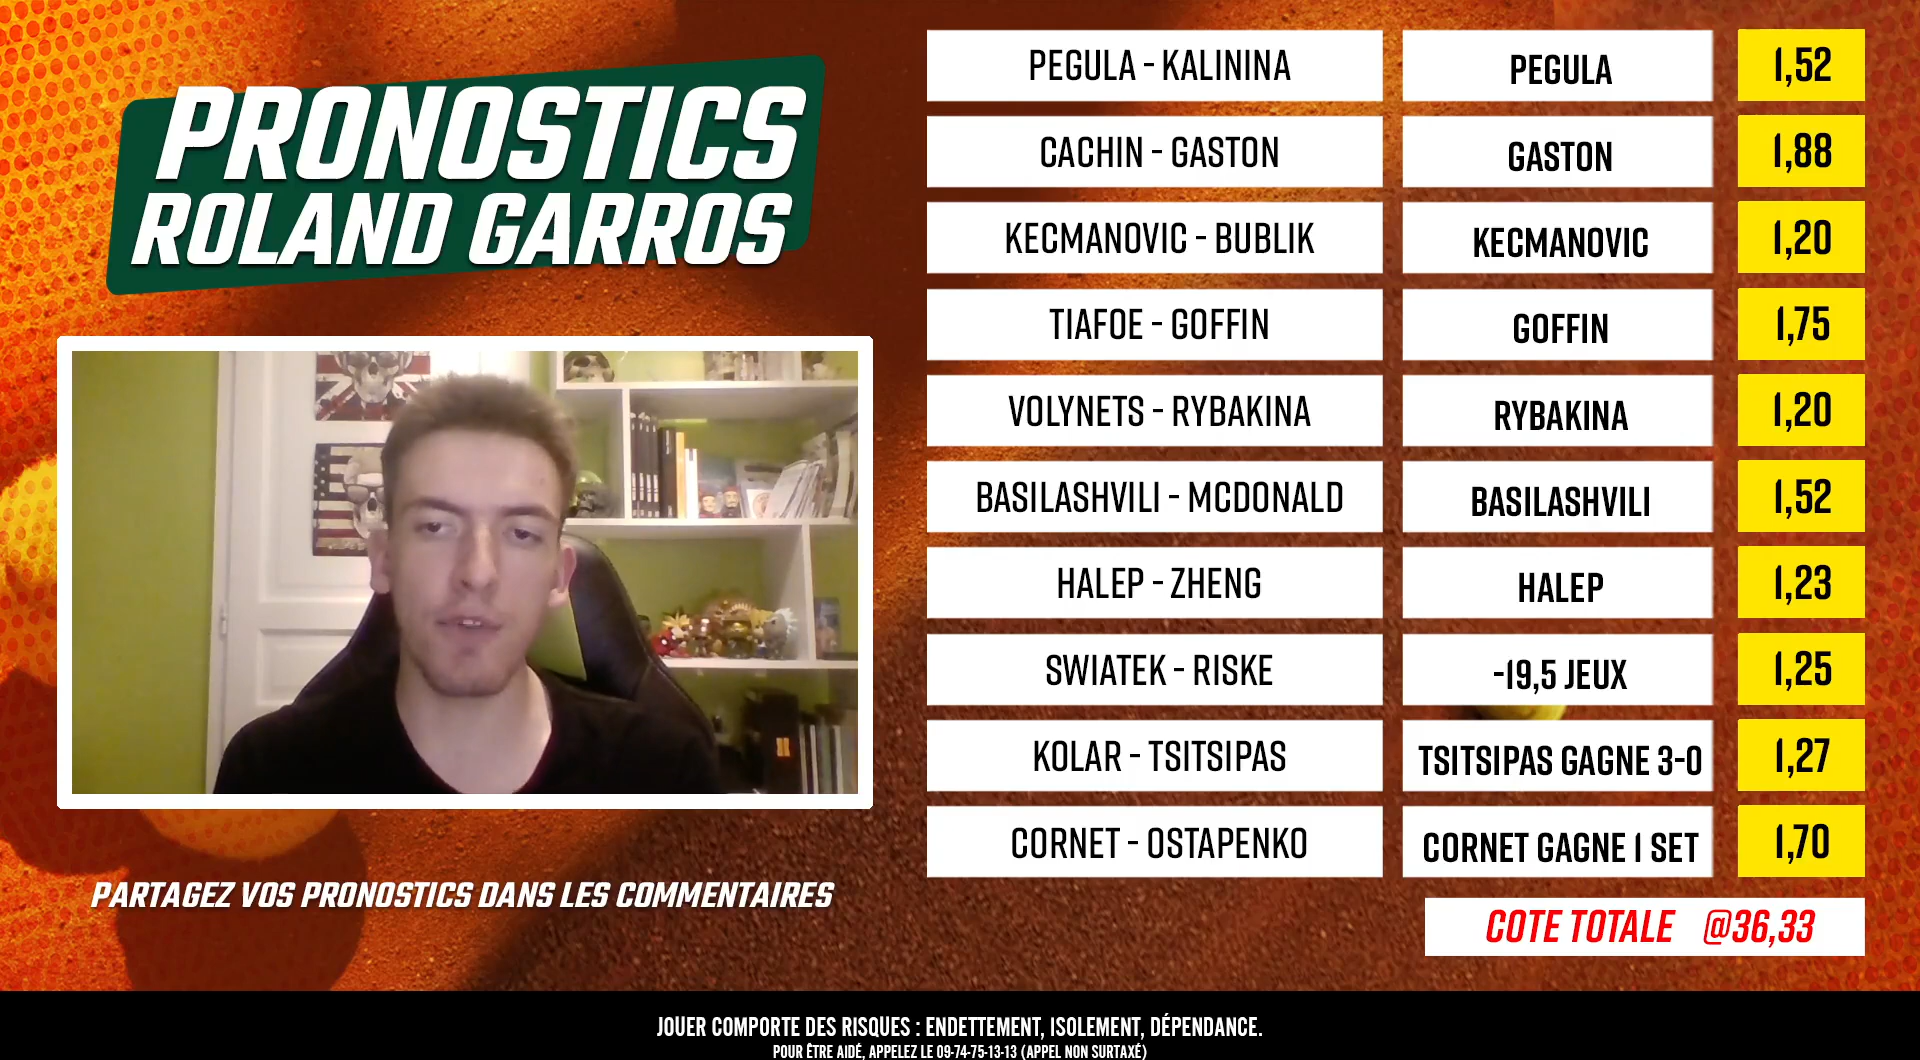 PRONOSTICS
ROLAND GARROS
PEGULA - KALININA PEGULA 1,52
CACHIN - GASTON GASTON 1,88
KECMANOVIC - BUBLIK KECMANOVIC 1,20
TIAFOE - GOFFIN GOFFIN 1,75
VOLYNETS - RYBAKINA RYBAKINA 1,20
BASILASHVILI - MCDONALD BASILASHVILI 1,52
HALEP - ZHENG HALEP 1,23
SWIATEK - RISKE -19,5 JEUX 1,25
KOLAR - TSITSIPAS TSITSIPAS GAGNE 3-0 1,27
CORNET - OSTAPENKO CORNET GAGNE 1 SET 1,70
PARTAGEZ VOS PRONOSTICS DANS LES COMMENTAIRES
COTE TOTALE @36,33
JOUER COMPORTE DES RISQUES : ENDETTEMENT, ISOLEMENT, DÉPENDANCE.
POUR ÊTRE AIDÉ, APPELEZ LE 09-74-75-13-13 (APPEL NON SURTAXÉ)